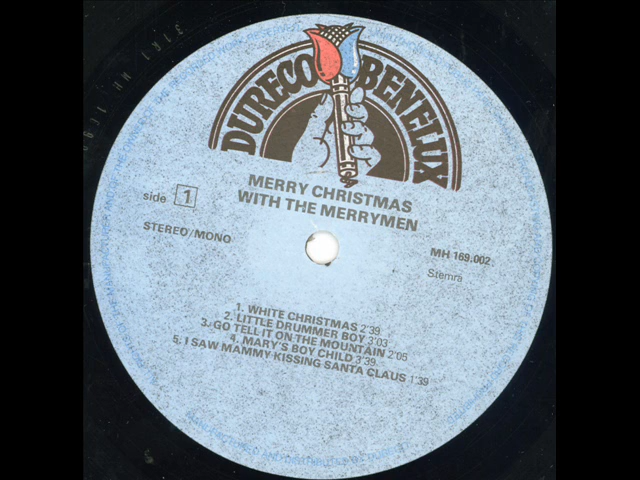 DURECO BENELUX
MERRY CHRISTMAS
WITH THE MERRYMEN
side 1
STEREO/MONO
MH 169.002
Stemra
1. WHITE CHRISTMAS 2'39
2. LITTLE DRUMMER BOY 3'03
3. GO TELL IT ON THE MOUNTAIN 2'05
4. MARY'S BOY CHILD 3'39
5. I SAW MAMMY KISSING SANTA CLAUS 1'39